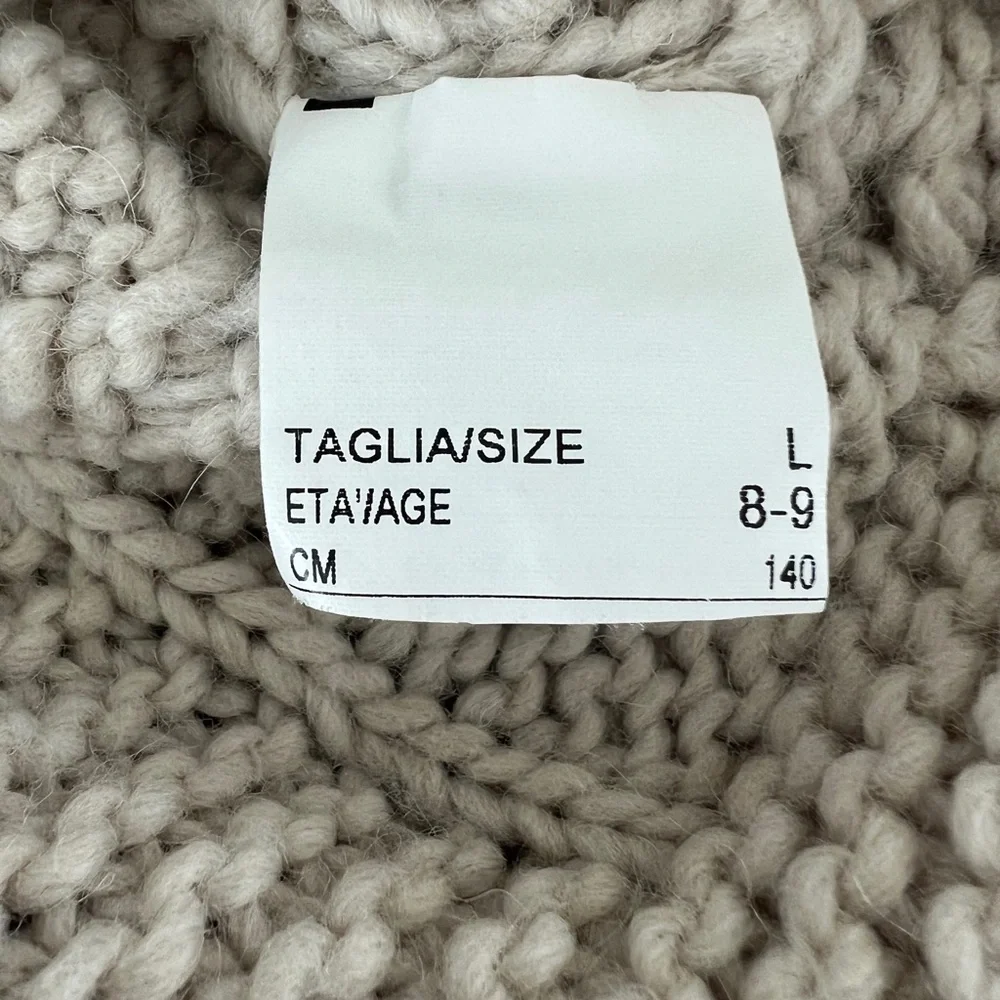 TAGLIA/SIZE L
ETA'/AGE 8-9
CM 140